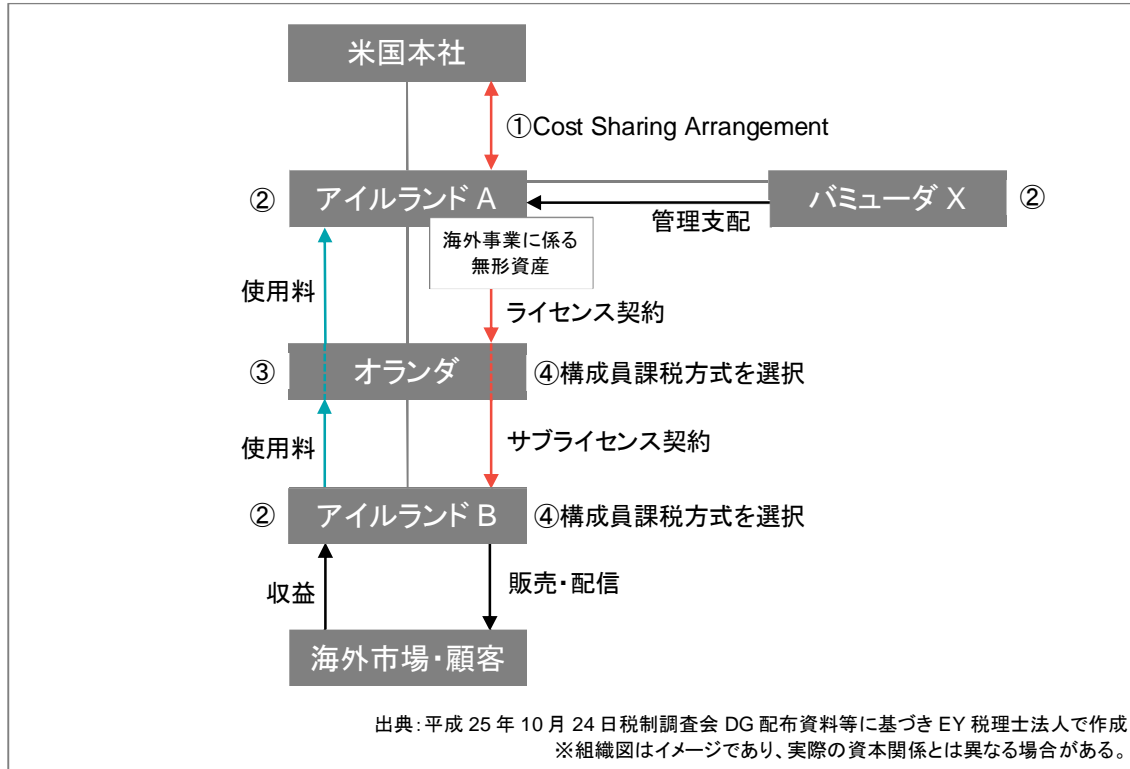 米国本社
①Cost Sharing Arrangement
② アイルランド A
バミューダ X ②
管理支配
海外事業に係る
無形資産
使用料
ライセンス契約
③ オランダ ④構成員課税方式を選択
使用料
サブライセンス契約
② アイルランド B ④構成員課税方式を選択
収益
販売・配信
海外市場・顧客
出典:平成 25 年 10 月 24 日税制調査会 DG 配布資料等に基づき EY 税理士法人で作成
※組織図はイメージであり、実際の資本関係とは異なる場合がある。